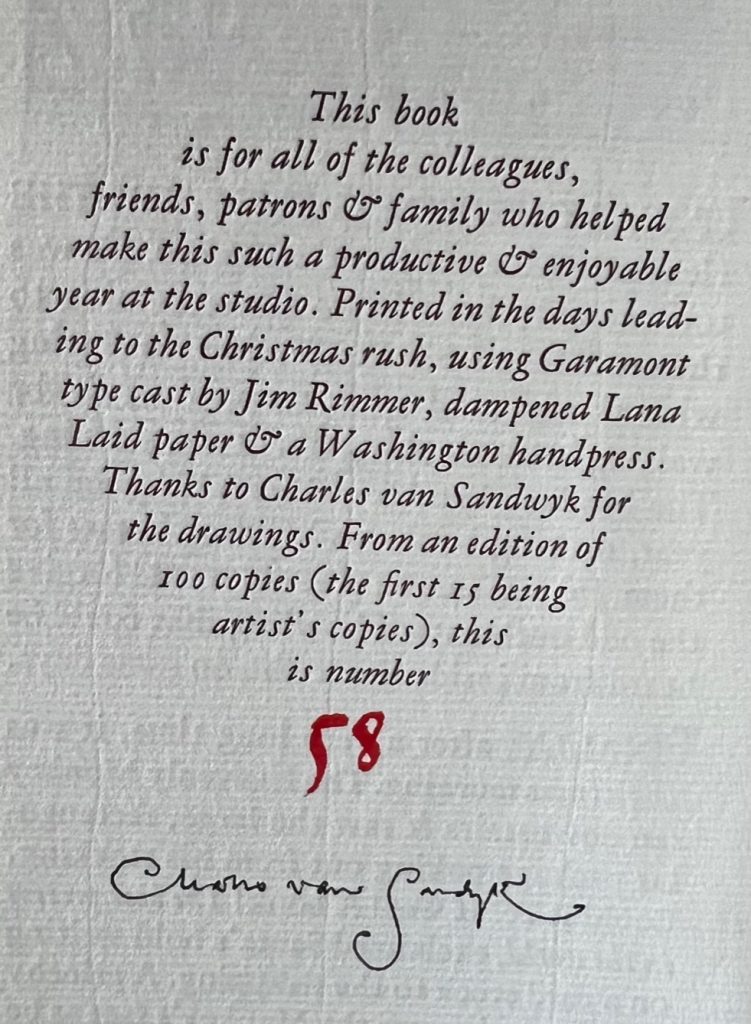 This book
is for all of the colleagues,
friends, patrons & family who helped
make this such a productive & enjoyable
year at the studio. Printed in the days lead-
ing to the Christmas rush, using Garamont
type cast by Jim Rimmer, dampened Lana
Laid paper & a Washington handpress.
Thanks to Charles van Sandwyk for
the drawings. From an edition of
100 copies (the first 15 being
artist's copies), this
is number
58
Charles van Sandwyk